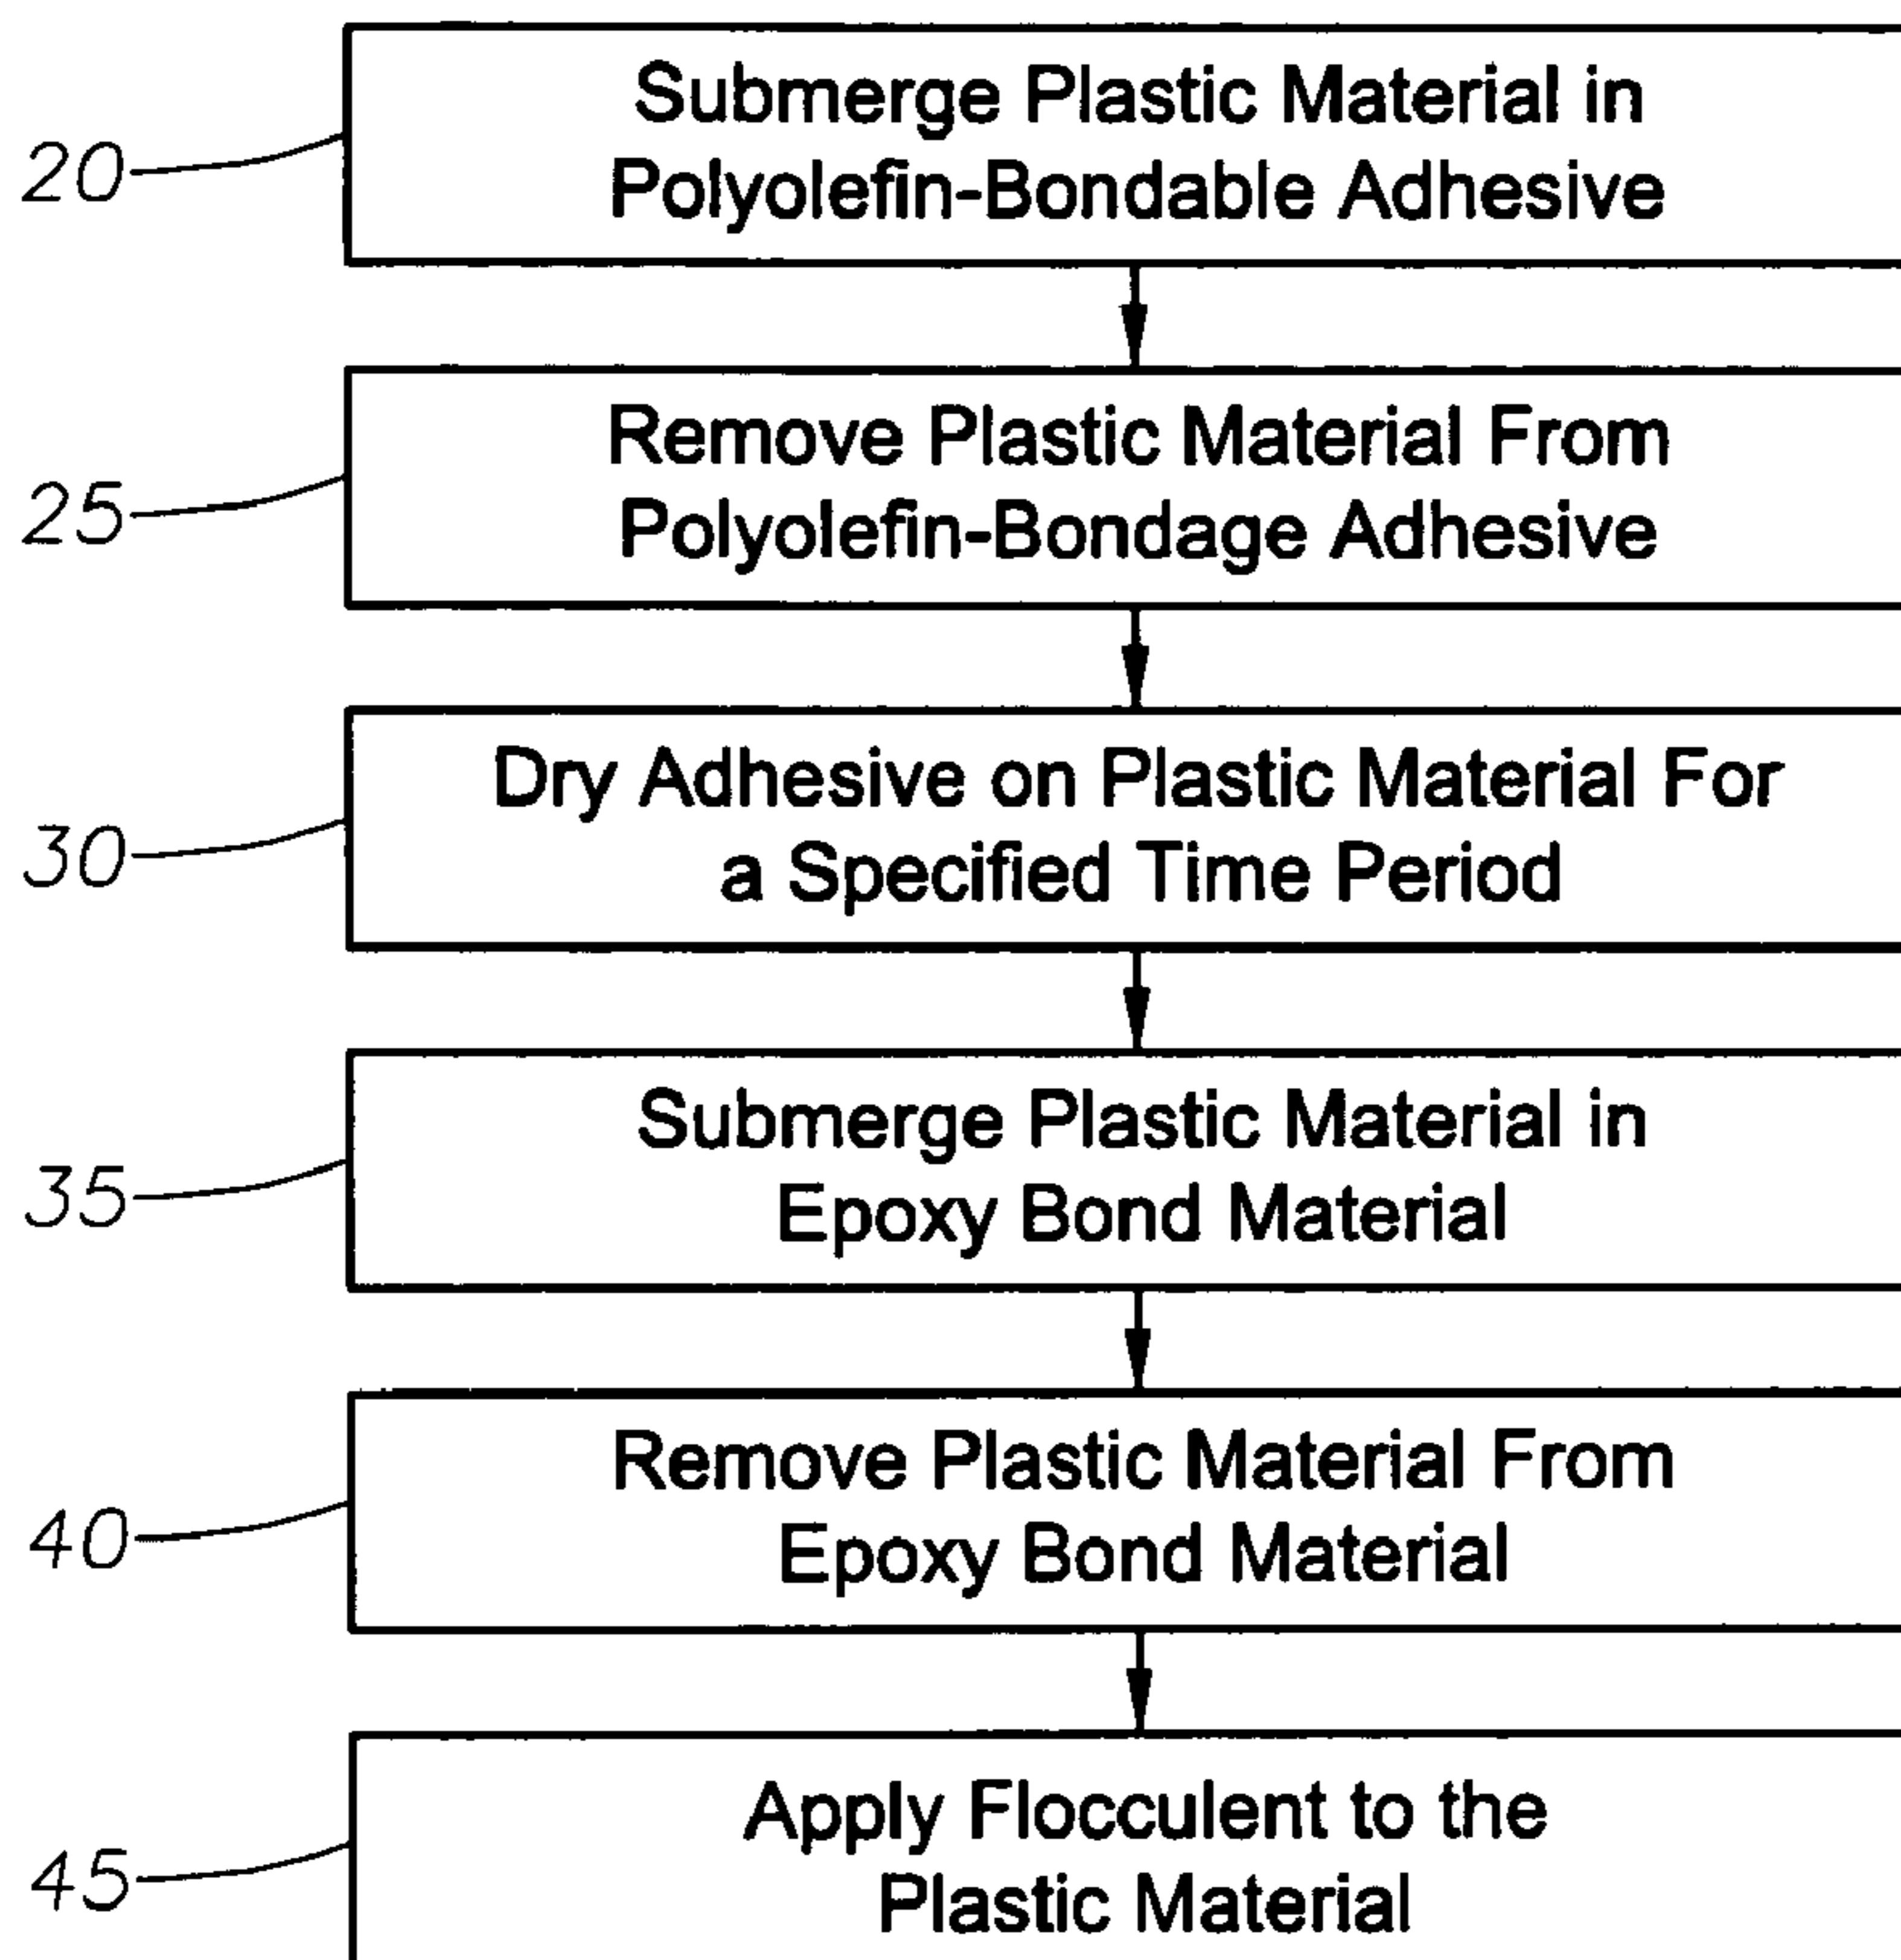 20
Submerge Plastic Material in
Polyolefin-Bondable Adhesive
25
Remove Plastic Material From
Polyolefin-Bondage Adhesive
30
Dry Adhesive on Plastic Material For
a Specified Time Period
35
Submerge Plastic Material in
Epoxy Bond Material
40
Remove Plastic Material From
Epoxy Bond Material
45
Apply Flocculent to the
Plastic Material